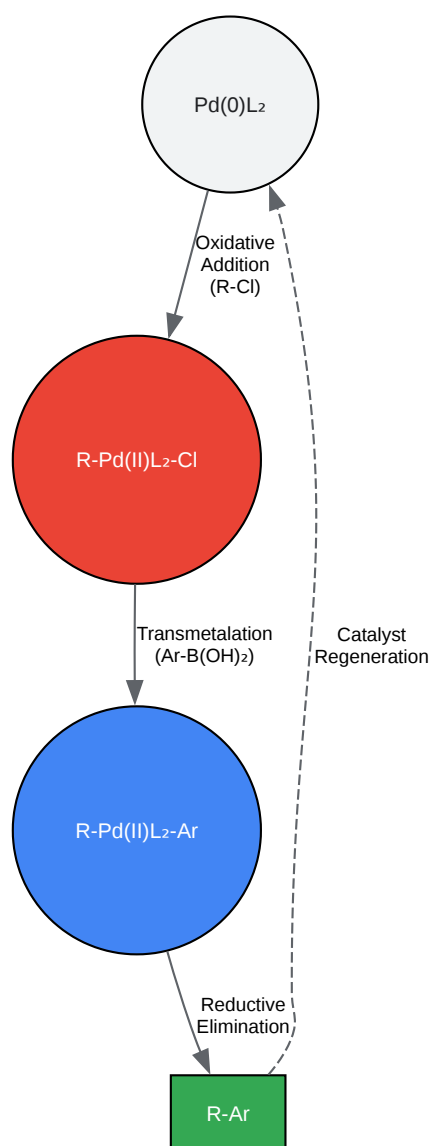 Pd(0)L₂
Oxidative
Addition
(R-Cl)
R-Pd(II)L₂-Cl
Transmetalation
(Ar-B(OH)₂)
Catalyst
Regeneration
R-Pd(II)L₂-Ar
Reductive
Elimination
R-Ar